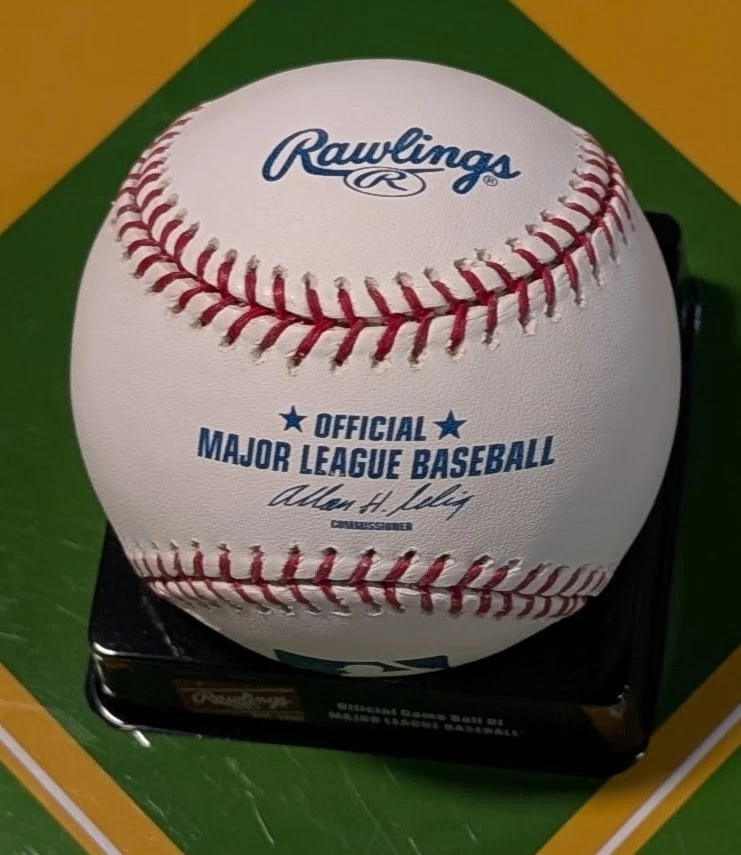 Rawlings
R
®
★ OFFICIAL ★
MAJOR LEAGUE BASEBALL
Allan H. Selig
COMMISSIONER
Rawlings
Official Game Ball Of
MAJOR LEAGUE BASEBALL